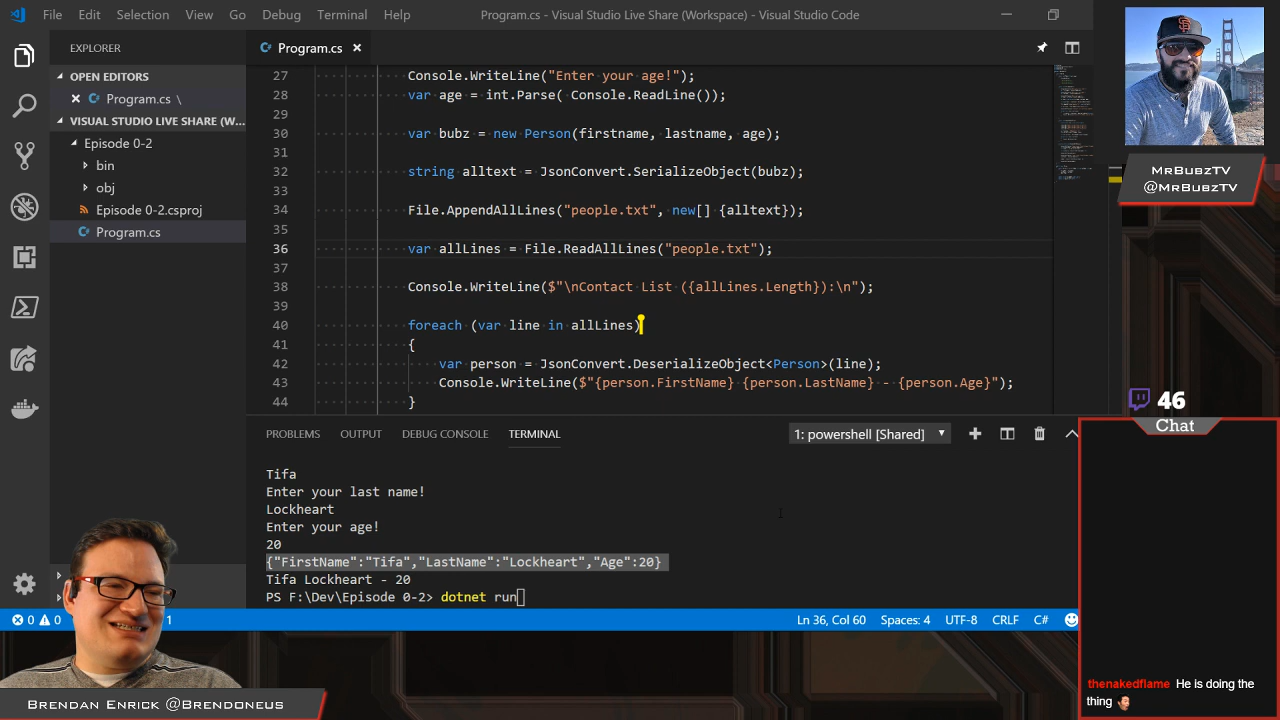 File Edit Selection View Go Debug Terminal Help
Program.cs - Visual Studio Live Share (Workspace) - Visual Studio Code
EXPLORER
OPEN EDITORS
Program.cs \
VISUAL STUDIO LIVE SHARE (W...
Episode 0-2
bin
obj
Episode 0-2.csproj
Program.cs
Program.cs
27 Console.WriteLine("Enter your age!");
28 var age = int.Parse( Console.ReadLine());
29
30 var bubz = new Person(firstname, lastname, age);
31
32 string alltext = JsonConvert.SerializeObject(bubz);
33
34 File.AppendAllLines("people.txt", new[] {alltext});
35
36 var allLines = File.ReadAllLines("people.txt");
37
38 Console.WriteLine($"\nContact List ({allLines.Length}):\n");
39
40 foreach (var line in allLines)
41 {
42 var person = JsonConvert.DeserializeObject<Person>(line);
43 Console.WriteLine($"{person.FirstName} {person.LastName} - {person.Age}");
44 }
PROBLEMS OUTPUT DEBUG CONSOLE TERMINAL
1: powershell [Shared]
Tifa
Enter your last name!
Lockheart
Enter your age!
20
{"FirstName":"Tifa","LastName":"Lockheart","Age":20}
Tifa Lockheart - 20
PS F:\Dev\Episode 0-2> dotnet run
0 0 1
Ln 36, Col 60 Spaces: 4 UTF-8 CRLF C#
MrBubzTV
@MrBubzTV
46
Chat
thenakedflame He is doing the
thing
Brendan Enrick @Brendoneus